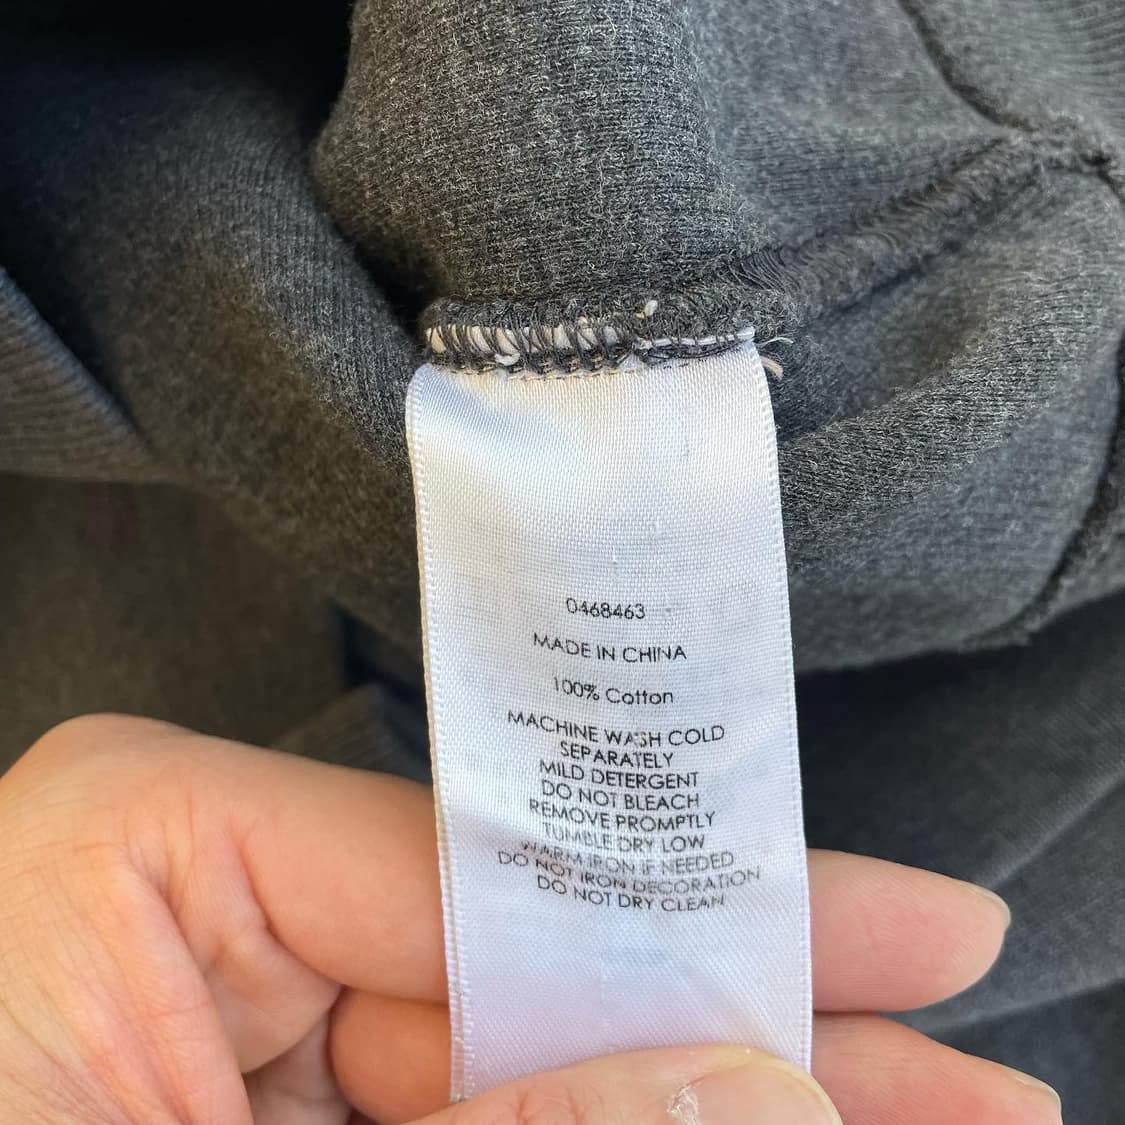 0468463
MADE IN CHINA
100% Cotton
MACHINE WASH COLD
SEPARATELY
MILD DETERGENT
DO NOT BLEACH
REMOVE PROMPTLY
TUMBLE DRY LOW
WARM IRON IF NEEDED
DO NOT IRON DECORATION
DO NOT DRY CLEAN